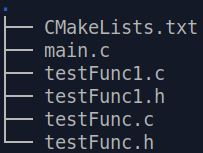 .
├── CMakeLists.txt
├── main.c
├── testFunc1.c
├── testFunc1.h
├── testFunc.c
└── testFunc.h